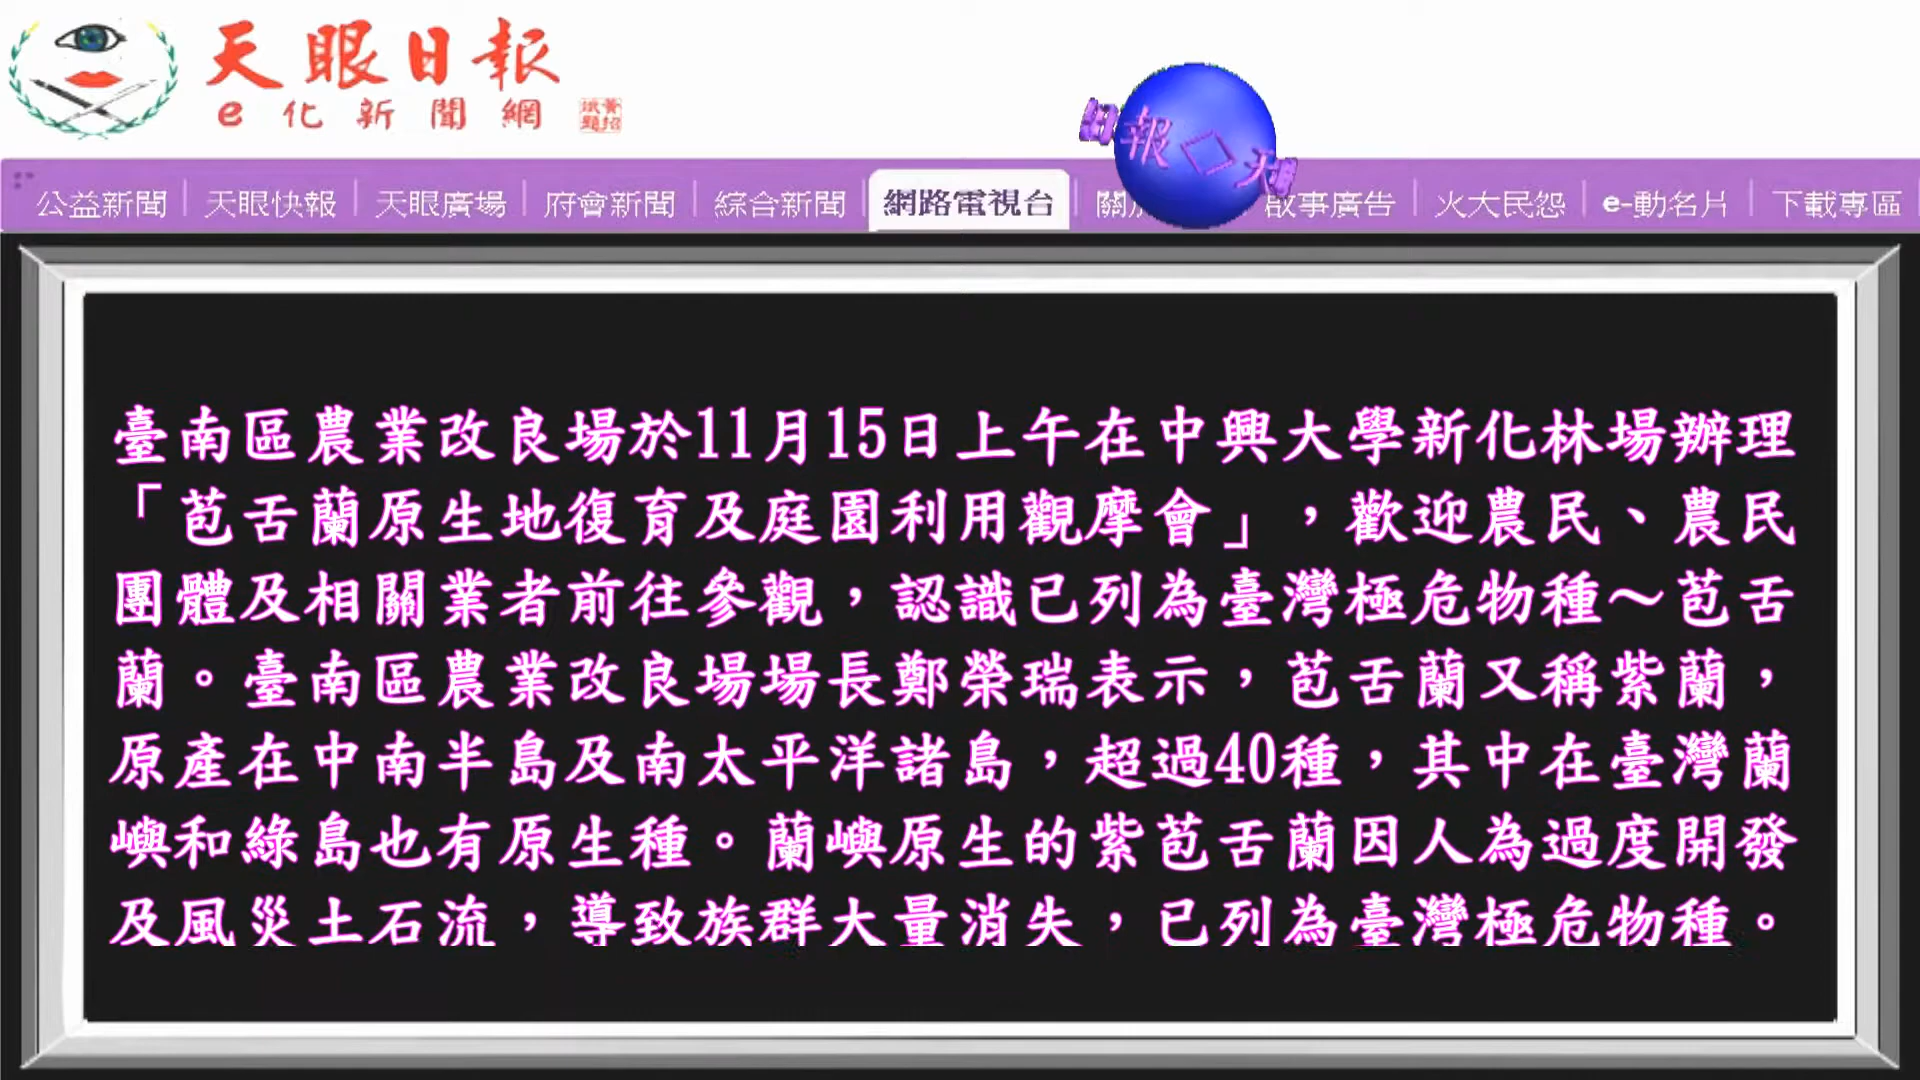 天眼日報
e化新聞網
公益新聞
天眼快報
天眼廣場
府會新聞
綜合新聞
網路電視台
啟事廣告
火大民怨
e-動名片
下載專區
臺南區農業改良場於11月15日上午在中興大學新化林場辦理
「苞舌蘭原生地復育及庭園利用觀摩會」，歡迎農民、農民
團體及相關業者前往參觀，認識已列為臺灣極危物種～苞舌
蘭。臺南區農業改良場場長鄭榮瑞表示，苞舌蘭又稱紫蘭，
原產在中南半島及南太平洋諸島，超過40種，其中在臺灣蘭
嶼和綠島也有原生種。蘭嶼原生的紫苞舌蘭因人為過度開發
及風災土石流，導致族群大量消失，已列為臺灣極危物種。